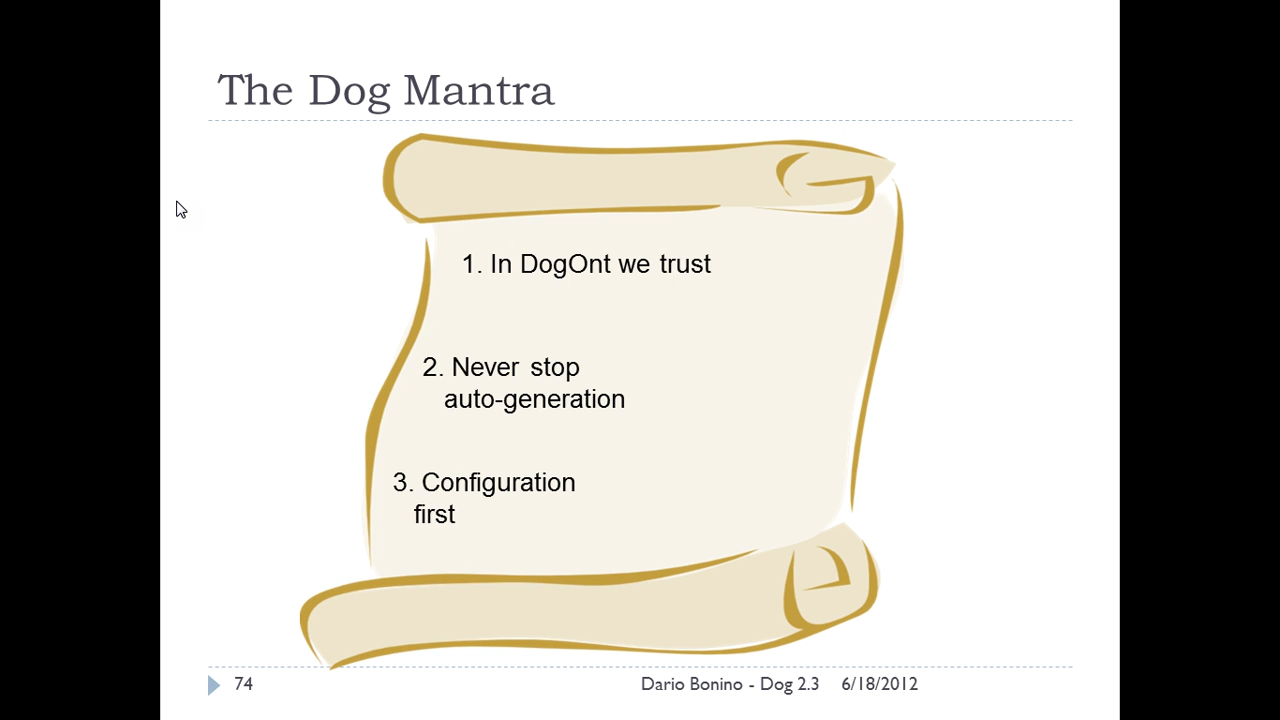 The Dog Mantra
1. In DogOnt we trust
2. Never stop
auto-generation
3. Configuration
first
74
Dario Bonino - Dog 2.3
6/18/2012